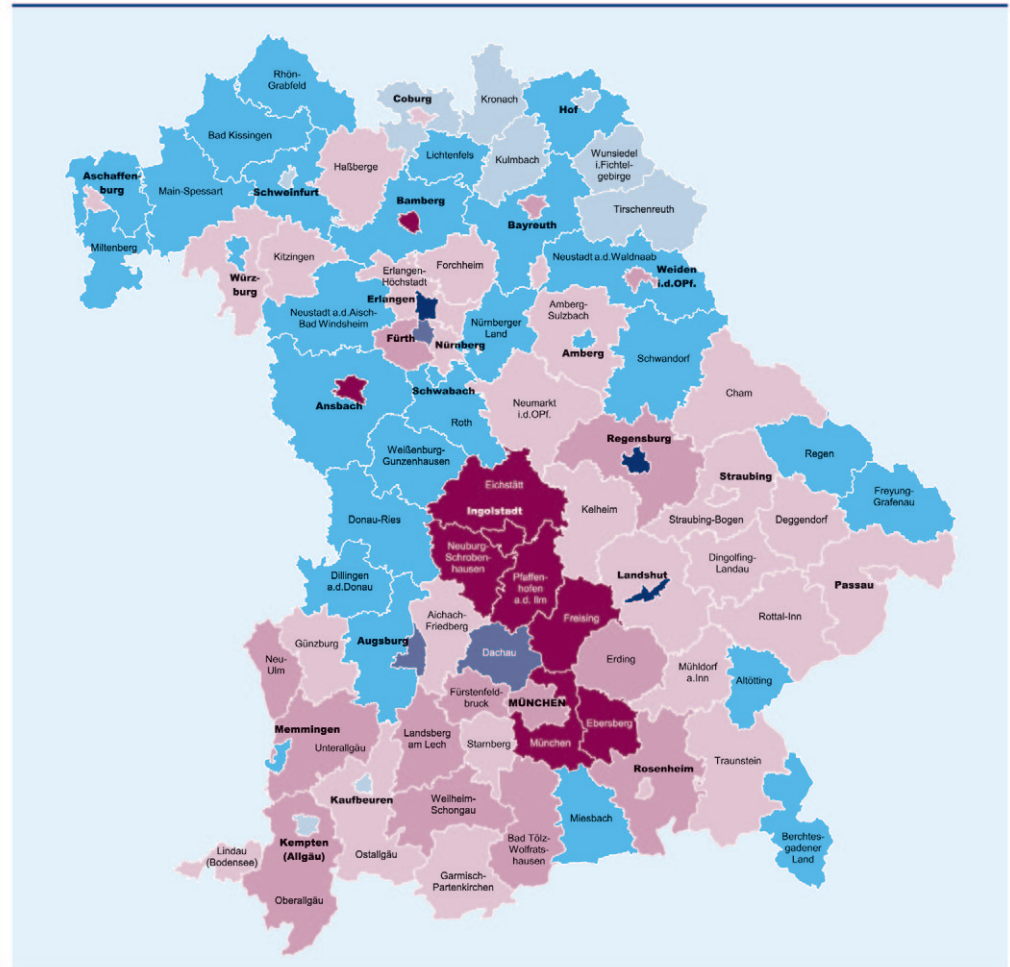 Rhön-
Grabfeld
Coburg
Kronach
Hof
Bad Kissingen
Lichtenfels
Kulmbach
Wunsiedel
i.Fichtel-
gebirge
Haßberge
Aschaffen-
burg
Main-Spessart
Schweinfurt
Bamberg
Tirschenreuth
Bayreuth
Miltenberg
Kitzingen
Neustadt a.d.Waldnaab
Würz-
burg
Erlangen-
Höchstadt
Forchheim
Weiden
i.d.OPf.
Erlangen
Neustadt a.d.Aisch-
Bad Windsheim
Amberg-
Sulzbach
Nürnberger
Land
Fürth
Nürnberg
Amberg
Schwandorf
Schwabach
Ansbach
Cham
Neumarkt
i.d.OPf.
Roth
Regensburg
Weißenburg-
Gunzenhausen
Regen
Straubing
Eichstätt
Kelheim
Freyung-
Grafenau
Ingolstadt
Donau-Ries
Straubing-Bogen
Deggendorf
Neuburg-
Schroben-
hausen
Dingolfing-
Landau
Dillingen
a.d.Donau
Pfaffen-
hofen
a.d. Ilm
Landshut
Passau
Aichach-
Friedberg
Rottal-Inn
Günzburg
Augsburg
Freising
Dachau
Neu-
Ulm
Erding
Mühldorf
a.Inn
Altötting
Fürstenfeld-
bruck
MÜNCHEN
Memmingen
Unterallgäu
Landsberg
am Lech
Starnberg
München
Ebersberg
Traunstein
Rosenheim
Kaufbeuren
Weilheim-
Schongau
Miesbach
Kempten
(Allgäu)
Bad Tölz-
Wolfrats-
hausen
Berchtes-
gadener
Land
Lindau
(Bodensee)
Ostallgäu
Garmisch-
Partenkirchen
Oberallgäu